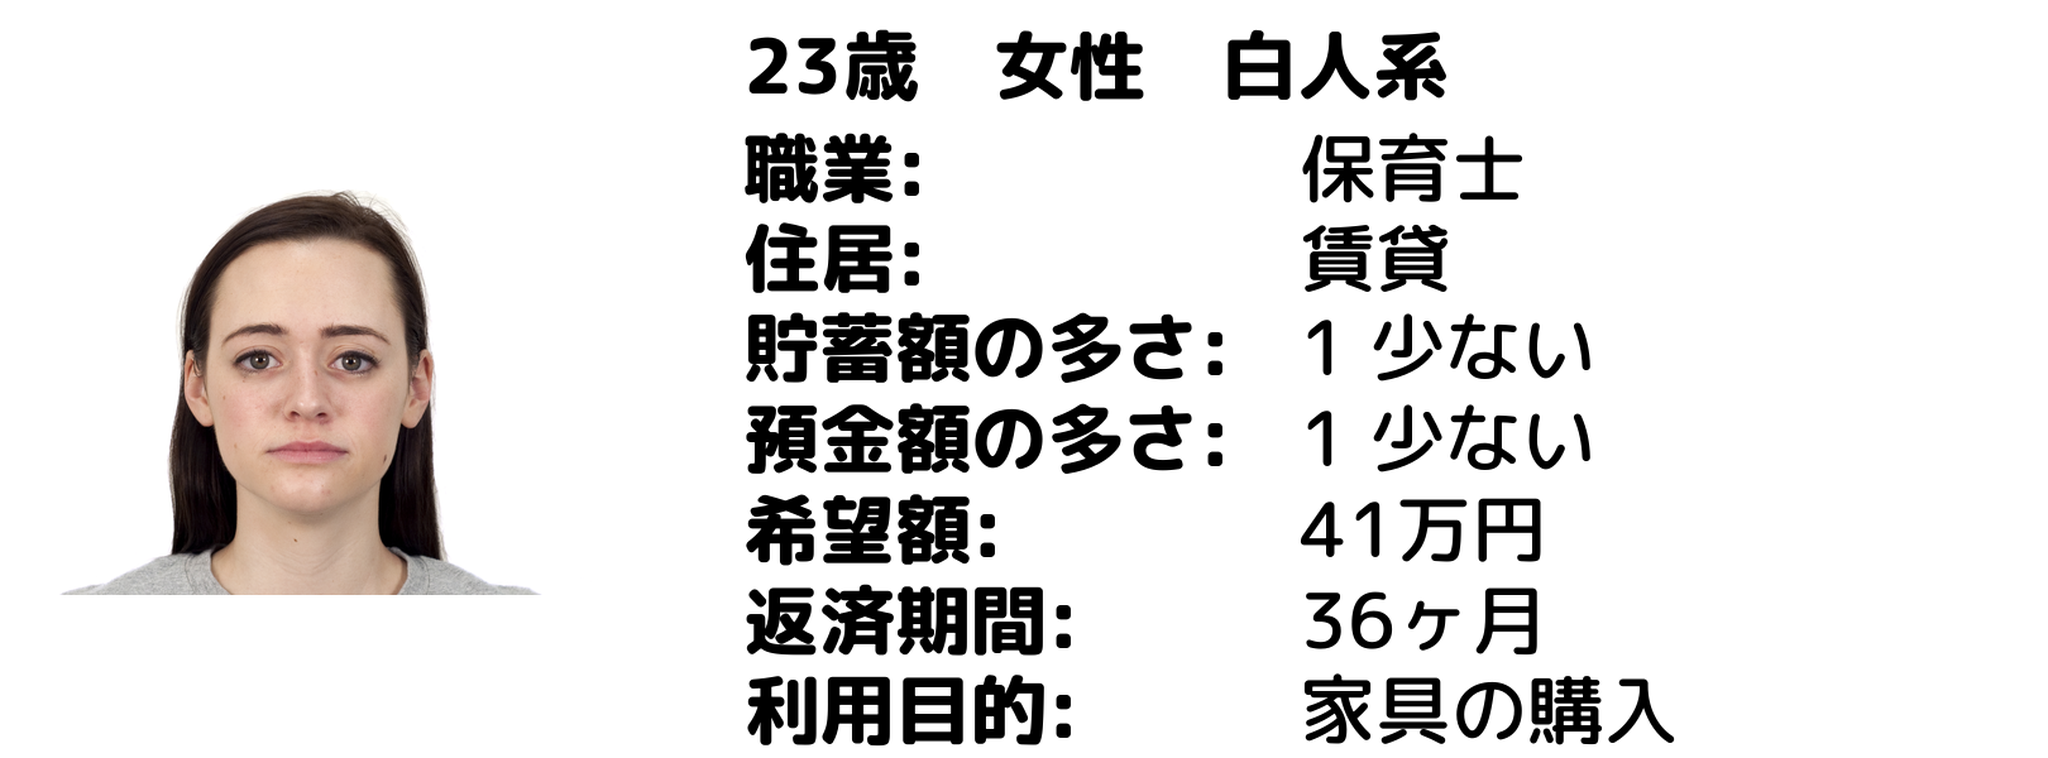 23歳　女性　白人系
職業: 保育士
住居: 賃貸
貯蓄額の多さ: 1 少ない
預金額の多さ: 1 少ない
希望額: 41万円
返済期間: 36ヶ月
利用目的: 家具の購入